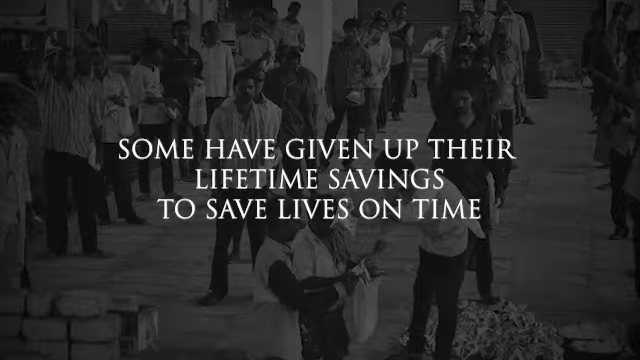 SOME HAVE GIVEN UP THEIR
LIFETIME SAVINGS
TO SAVE LIVES ON TIME